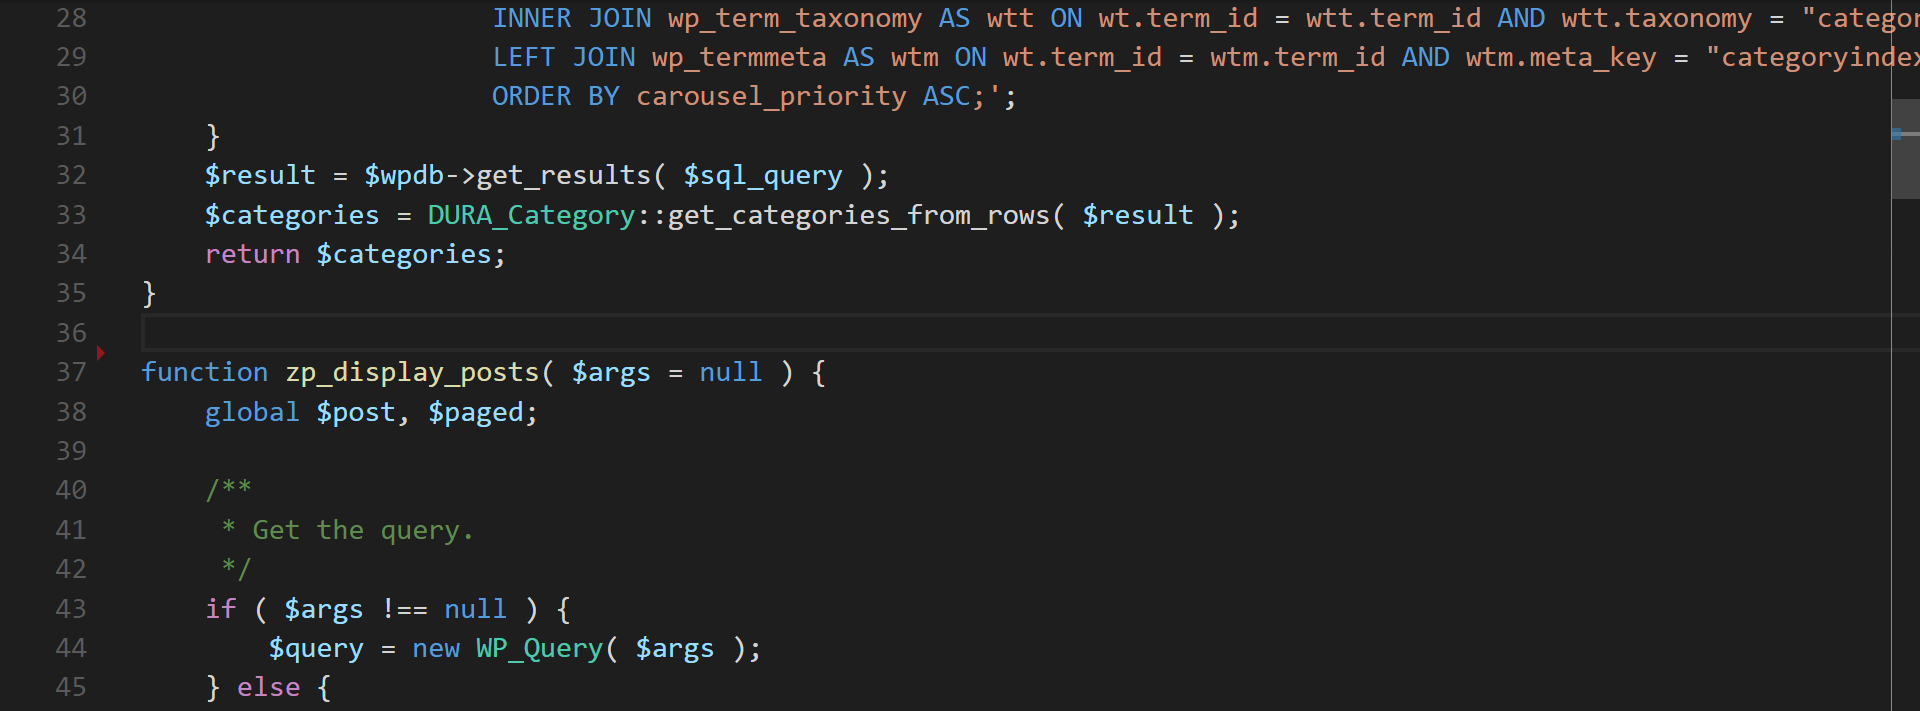 28 INNER JOIN wp_term_taxonomy AS wtt ON wt.term_id = wtt.term_id AND wtt.taxonomy = "categor
29 LEFT JOIN wp_termmeta AS wtm ON wt.term_id = wtm.term_id AND wtm.meta_key = "categoryindex
30 ORDER BY carousel_priority ASC;';
31 }
32 $result = $wpdb->get_results( $sql_query );
33 $categories = DURA_Category::get_categories_from_rows( $result );
34 return $categories;
35 }
36
37 function zp_display_posts( $args = null ) {
38 global $post, $paged;
39
40 /**
41 * Get the query.
42 */
43 if ( $args !== null ) {
44 $query = new WP_Query( $args );
45 } else {